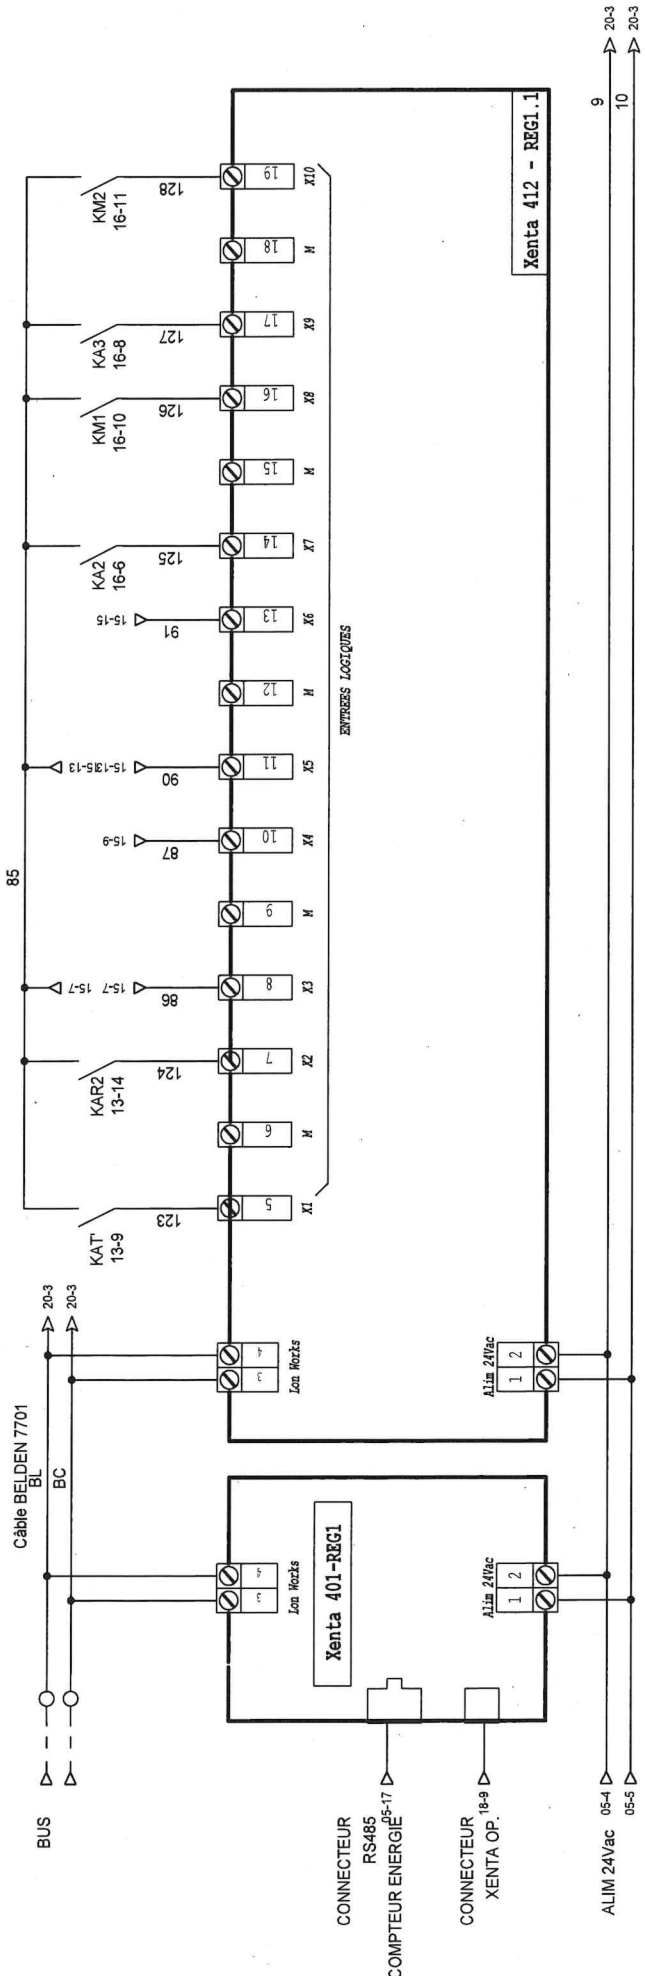 Câble BELDEN 7701
BUS
BL
BC
20-3
20-3
85
KAT'
13-9
KAR2
13-14
15-7
15-7
15-9
15-13
15-13
15-15
KA2
16-6
KM1
16-10
KA3
16-8
KM2
16-11
123
124
86
87
90
91
125
126
127
128
4
3
Lon Works
4
3
Lon Works
5
6
7
8
9
10
11
12
13
14
15
16
17
18
19
X1
M
X2
X3
M
X4
X5
M
X6
X7
M
X8
X9
M
X10
ENTREES LOGIQUES
Xenta 401-REG1
Xenta 412 - REG1.1
CONNECTEUR
RS485
COMPTEUR ENERGIE
05-17
CONNECTEUR
XENTA OP.
18-9
Alim 24Vac
1
2
Alim 24Vac
1
2
ALIM 24Vac
05-4
05-5
9
10
20-3
20-3